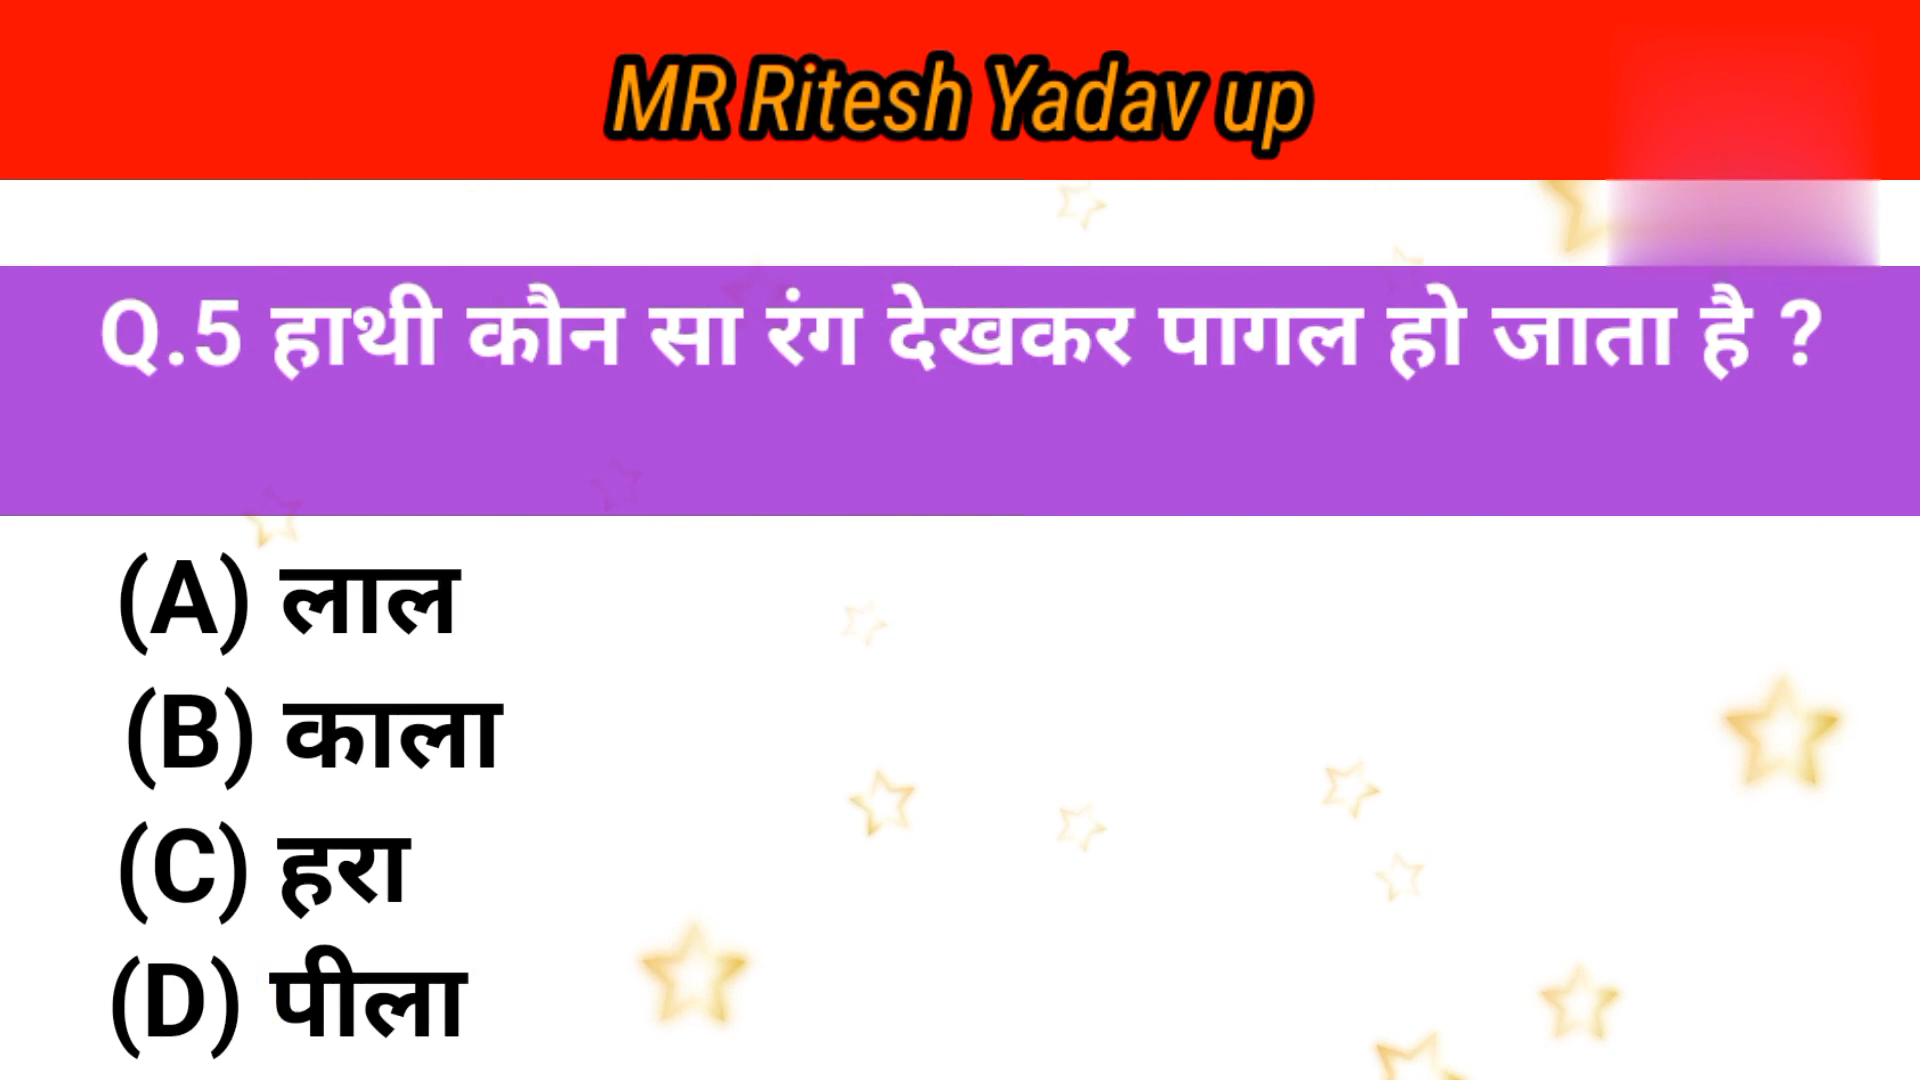 MR Ritesh Yadav up
Q.5 हाथी कौन सा रंग देखकर पागल हो जाता है ?
(A) लाल
(B) काला
(C) हरा
(D) पीला